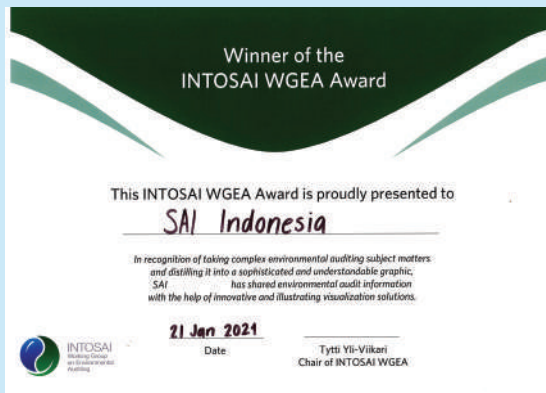 Winner of the
INTOSAI WGEA Award
This INTOSAI WGEA Award is proudly presented to
SAI Indonesia
In recognition of taking complex environmental auditing subject matters
and distilling it into a sophisticated and understandable graphic,
SAI has shared environmental audit information
with the help of innovative and illustrating visualization solutions.
21 Jan 2021
Date
Tytti Yli-Viikari
Chair of INTOSAI WGEA
INTOSAI
Working Group
on Environmental
Auditing